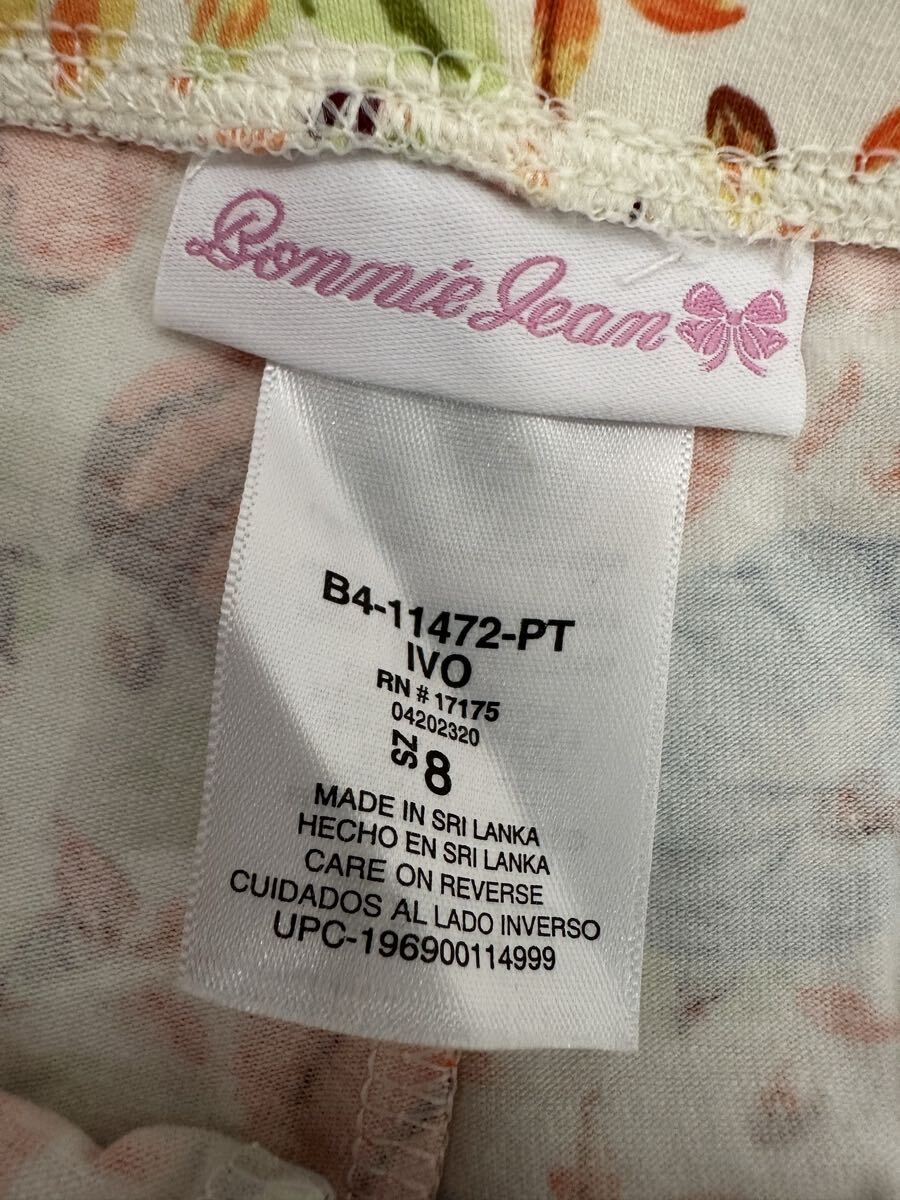 Bonnie Jean
B4-11472-PT
IVO
RN # 17175
04202320
SZ 8
MADE IN SRI LANKA
HECHO EN SRI LANKA
CARE ON REVERSE
CUIDADOS AL LADO INVERSO
UPC-196900114999